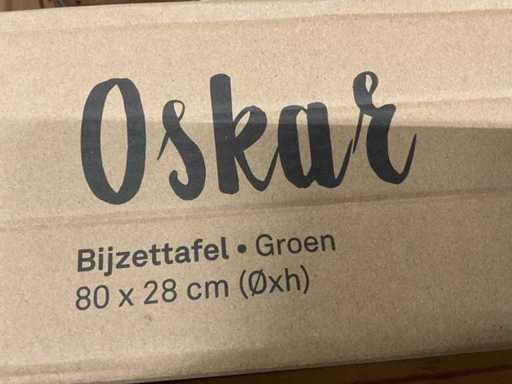 Oskar
Bijzettafel • Groen
80 x 28 cm (Øxh)